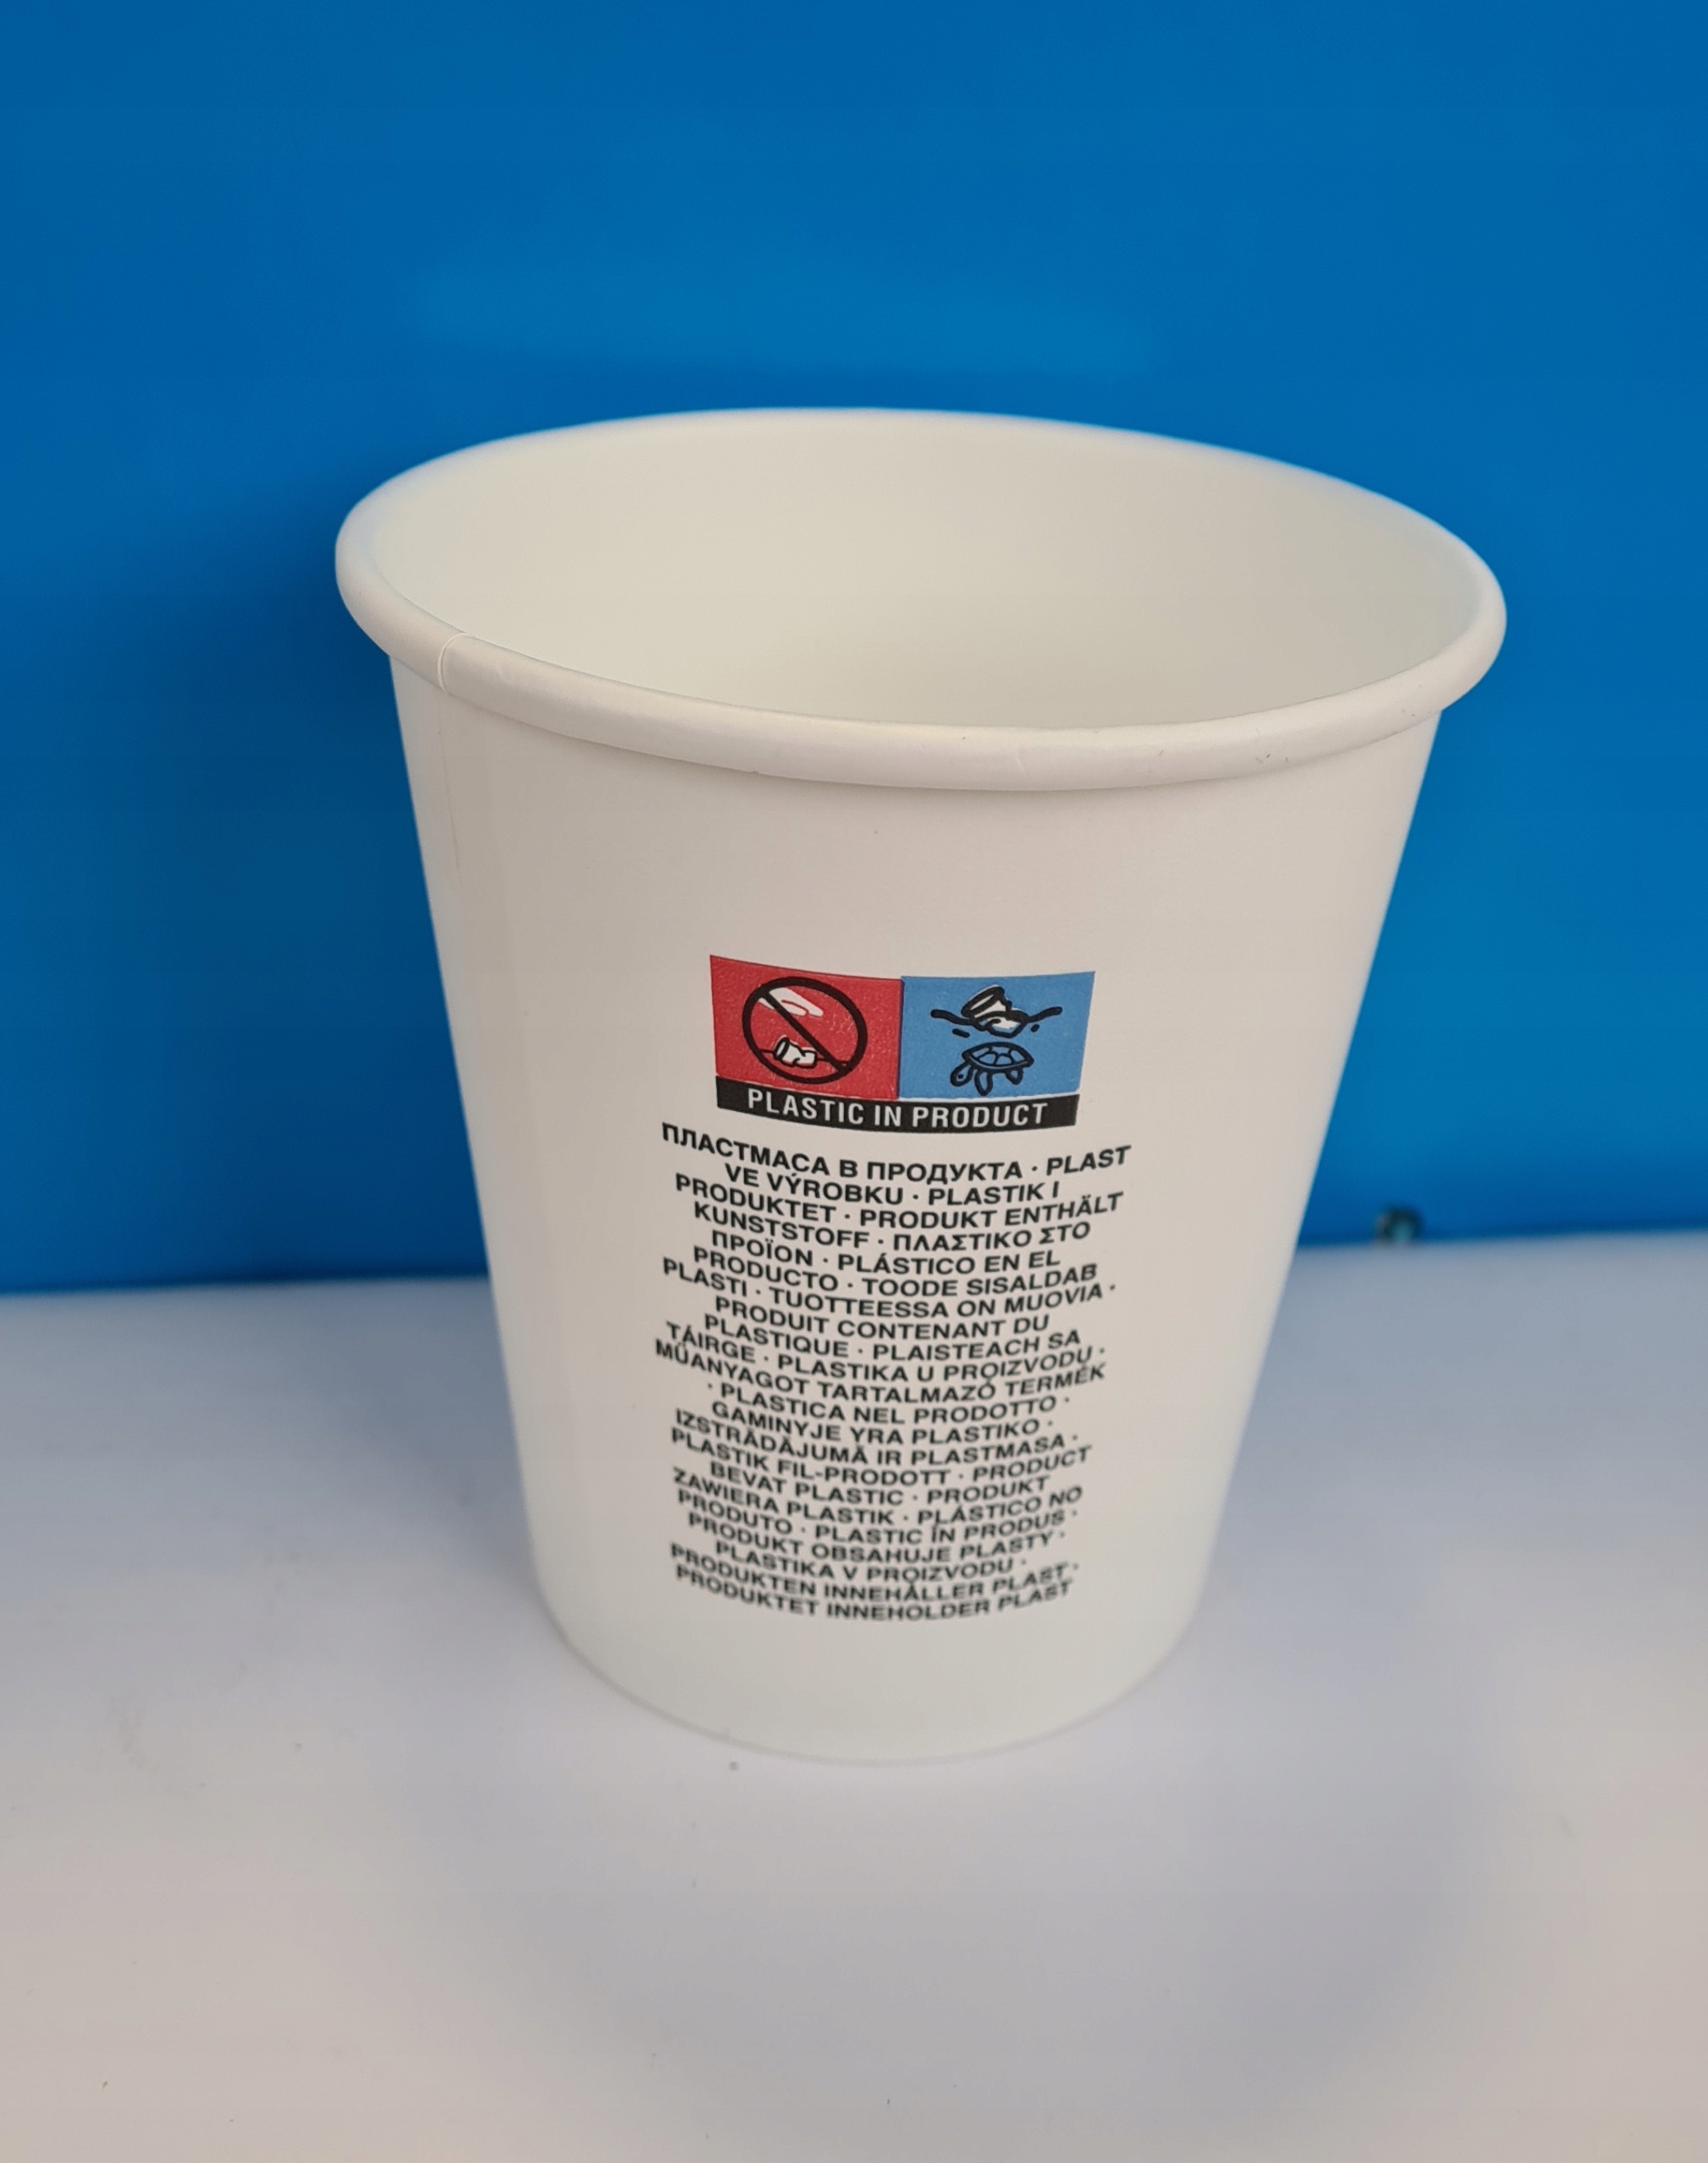 PLASTIC IN PRODUCT
ПЛАСТМАСА В ПРОДУКТА · PLAST
VE VÝROBKU · PLASTIK I
PRODUKTET · PRODUKT ENTHÄLT
KUNSTSTOFF · ΠΛΑΣΤΙΚΟ ΣΤΟ
ΠΡΟΪΟΝ · PLÁSTICO EN EL
PRODUCTO · TOODE SISALDAB
PLASTI · TUOTTEESSA ON MUOVIA ·
PRODUIT CONTENANT DU
PLASTIQUE · PLAISTEACH SA
TÁIRGE · PLASTIKA U PROIZVODU ·
MŰANYAGOT TARTALMAZÓ TERMÉK
· PLASTICA NEL PRODOTTO ·
GAMINYJE YRA PLASTIKO ·
IZSTRĀDĀJUMĀ IR PLASTMASA ·
PLASTIK FIL-PRODOTT · PRODUCT
BEVAT PLASTIC · PRODUKT
ZAWIERA PLASTIK · PLÁSTICO NO
PRODUTO · PLASTIC ÎN PRODUS ·
PRODUKT OBSAHUJE PLASTY ·
PLASTIKA V PROIZVODU ·
PRODUKTEN INNEHÅLLER PLAST ·
PRODUKTET INNEHOLDER PLAST